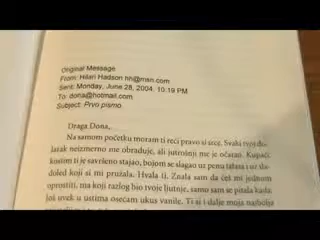 Original Message
From: Hilari Hadson hh@msn.com
Sent: Monday, June 28, 2004, 10:19 PM
To: dona@hotmail.com
Subject: Prvo pismo
Draga Dona,
Na samom početku moram ti reći pravo iz srce. Svaki tvoj do-
lazak neizmerno me obraduje, ali jutrošnji me je očarao. Kupaći
kostim ti je savršeno stajao, bojom se slagao uz pena talasa i uz sla-
doled koji si mi pružala. Hvala ti. Znala sam da ćeš mi jednom
oprostiti, ma koji razlog bio tvoje ljutnje, samo sam se pitala kada.
Još uvek u ustima osećam ukus vanile. Ti si i dalje moja najbolja